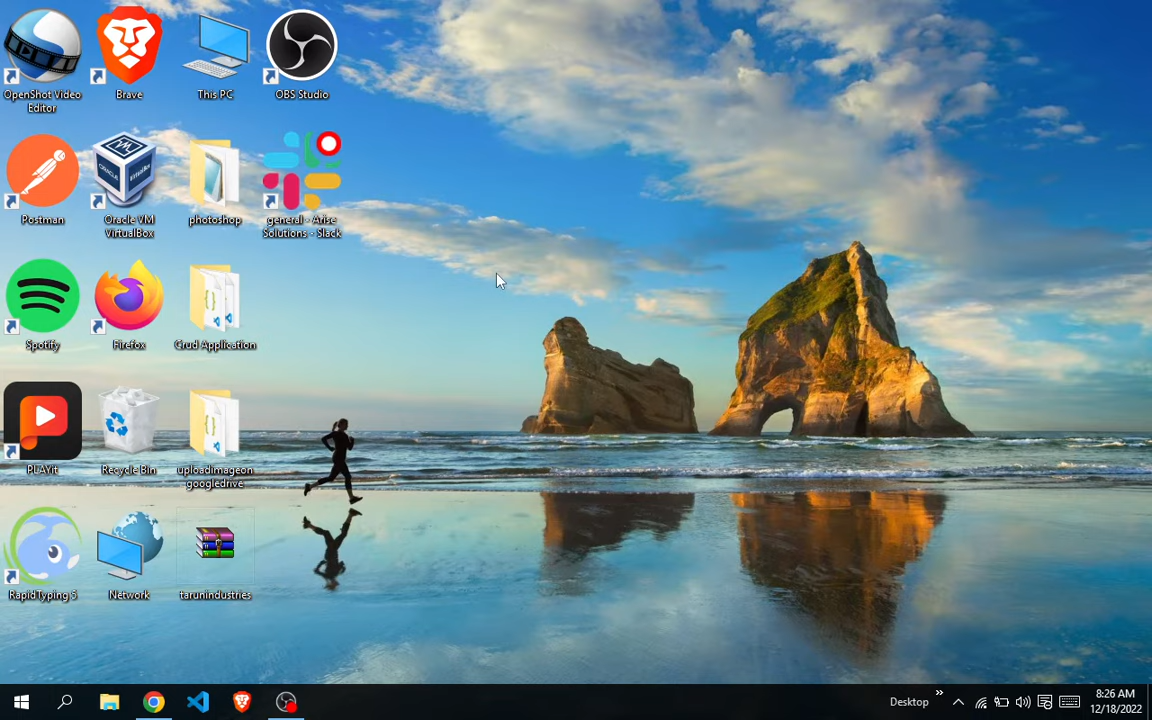 OpenShot Video
Editor
Brave
This PC
OBS Studio
Postman
Oracle VM
VirtualBox
photoshop
general - Arise
Solutions - Slack
Spotify
Firefox
Crud Application
PLAYit
Recycle Bin
uploadimageon
googledrive
RapidTyping 5
Network
tarunindustries
Desktop
8:26 AM
12/18/2022